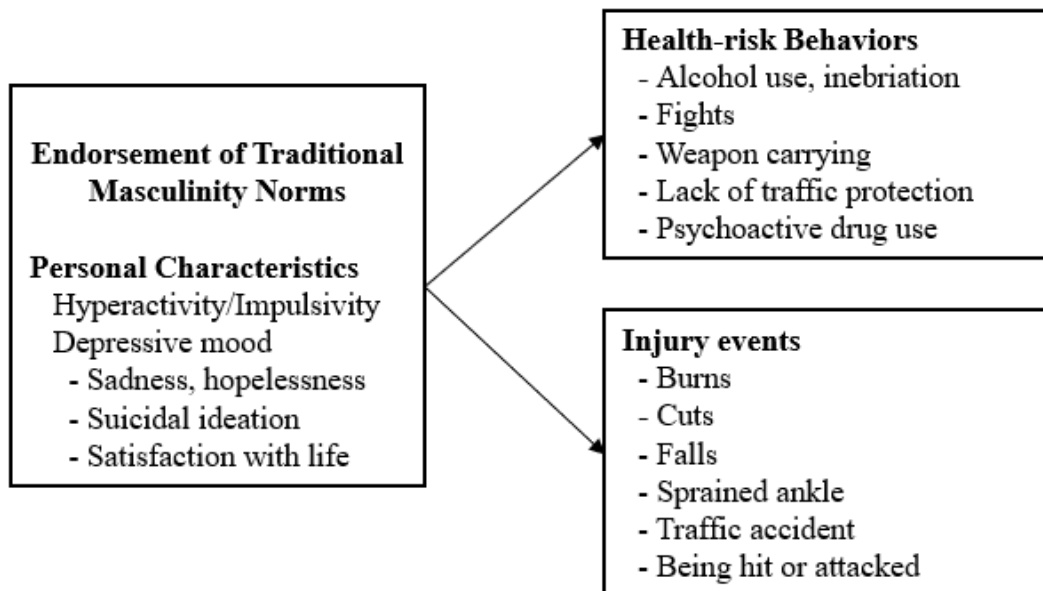 Endorsement of Traditional
Masculinity Norms
Personal Characteristics
Hyperactivity/Impulsivity
Depressive mood
- Sadness, hopelessness
- Suicidal ideation
- Satisfaction with life
Health-risk Behaviors
- Alcohol use, inebriation
- Fights
- Weapon carrying
- Lack of traffic protection
- Psychoactive drug use
Injury events
- Burns
- Cuts
- Falls
- Sprained ankle
- Traffic accident
- Being hit or attacked